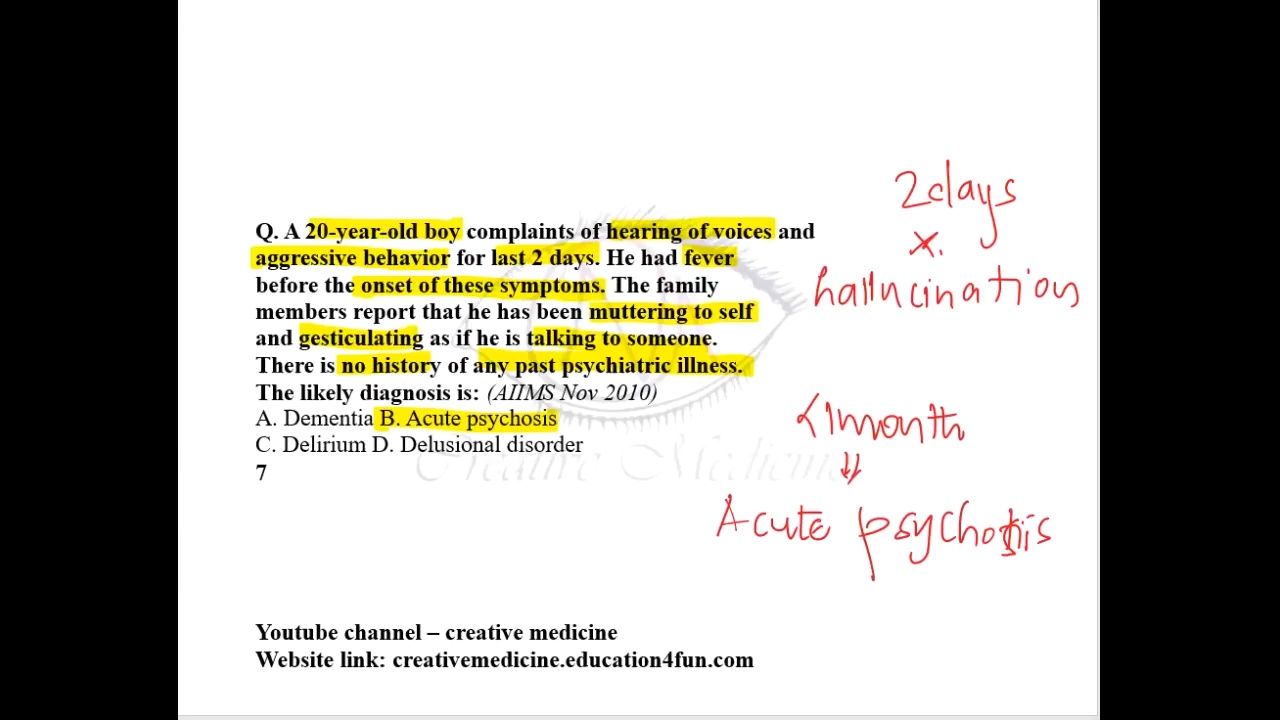 Q. A 20-year-old boy complaints of hearing of voices and
aggressive behavior for last 2 days. He had fever
before the onset of these symptoms. The family
members report that he has been muttering to self
and gesticulating as if he is talking to someone.
There is no history of any past psychiatric illness.
The likely diagnosis is: (AIIMS Nov 2010)
A. Dementia B. Acute psychosis
C. Delirium D. Delusional disorder
7
2days
x.
hallucination
<1month
Acute psychosis
Creative Medicine
Youtube channel – creative medicine
Website link: creativemedicine.education4fun.com